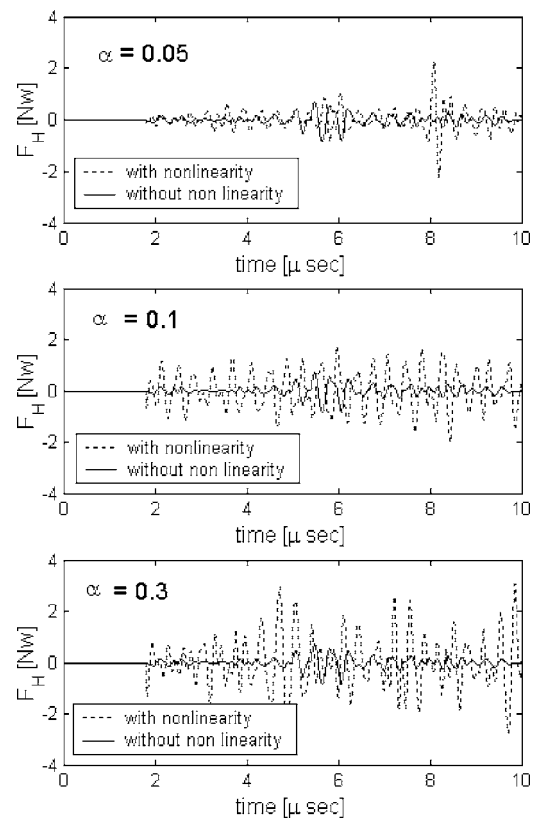 4
α = 0.05
2
F_H [Nw]
0
-2
with nonlinearity
without non linearity
-4
0 2 4 6 8 10
time [μ sec]
4
α = 0.1
2
F_H [Nw]
0
-2
with nonlinearity
without non linearity
-4
0 2 4 6 8 10
time [μ sec]
4
α = 0.3
2
F_H [Nw]
0
-2
with nonlinearity
without non linearity
-4
0 2 4 6 8 10
time [μ sec]